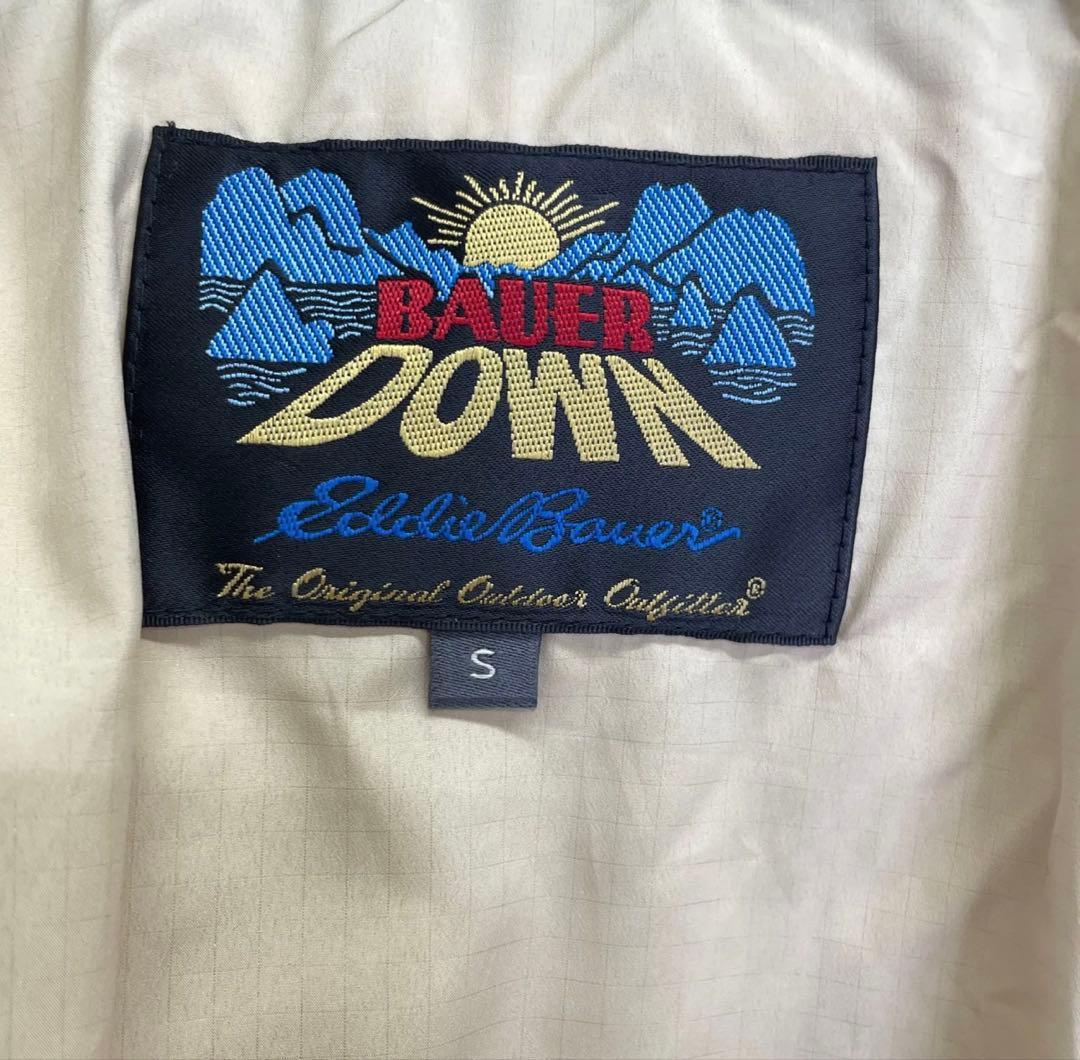 BAUER
DOWN
Eddie Bauer®
The Original Outdoor Outfitter®
S